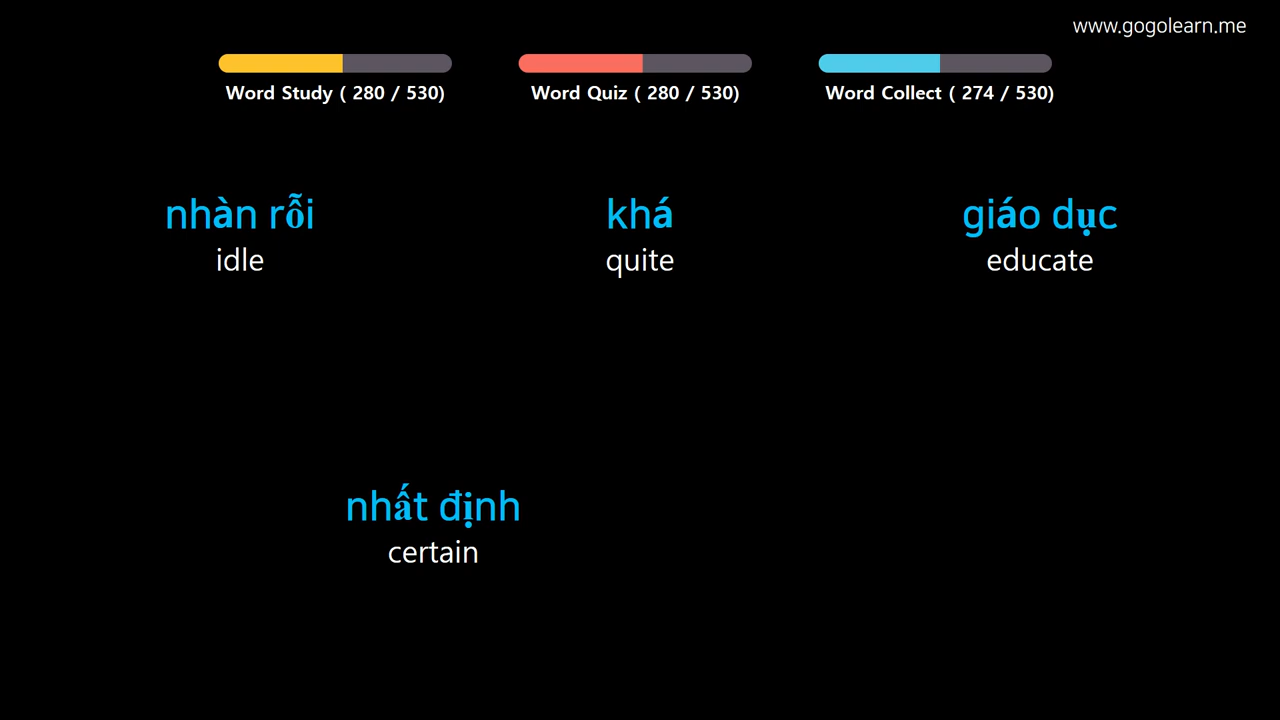 www.gogolearn.me
Word Study ( 280 / 530)
Word Quiz ( 280 / 530)
Word Collect ( 274 / 530)
nhàn rỗi
idle
khá
quite
giáo dục
educate
nhất định
certain